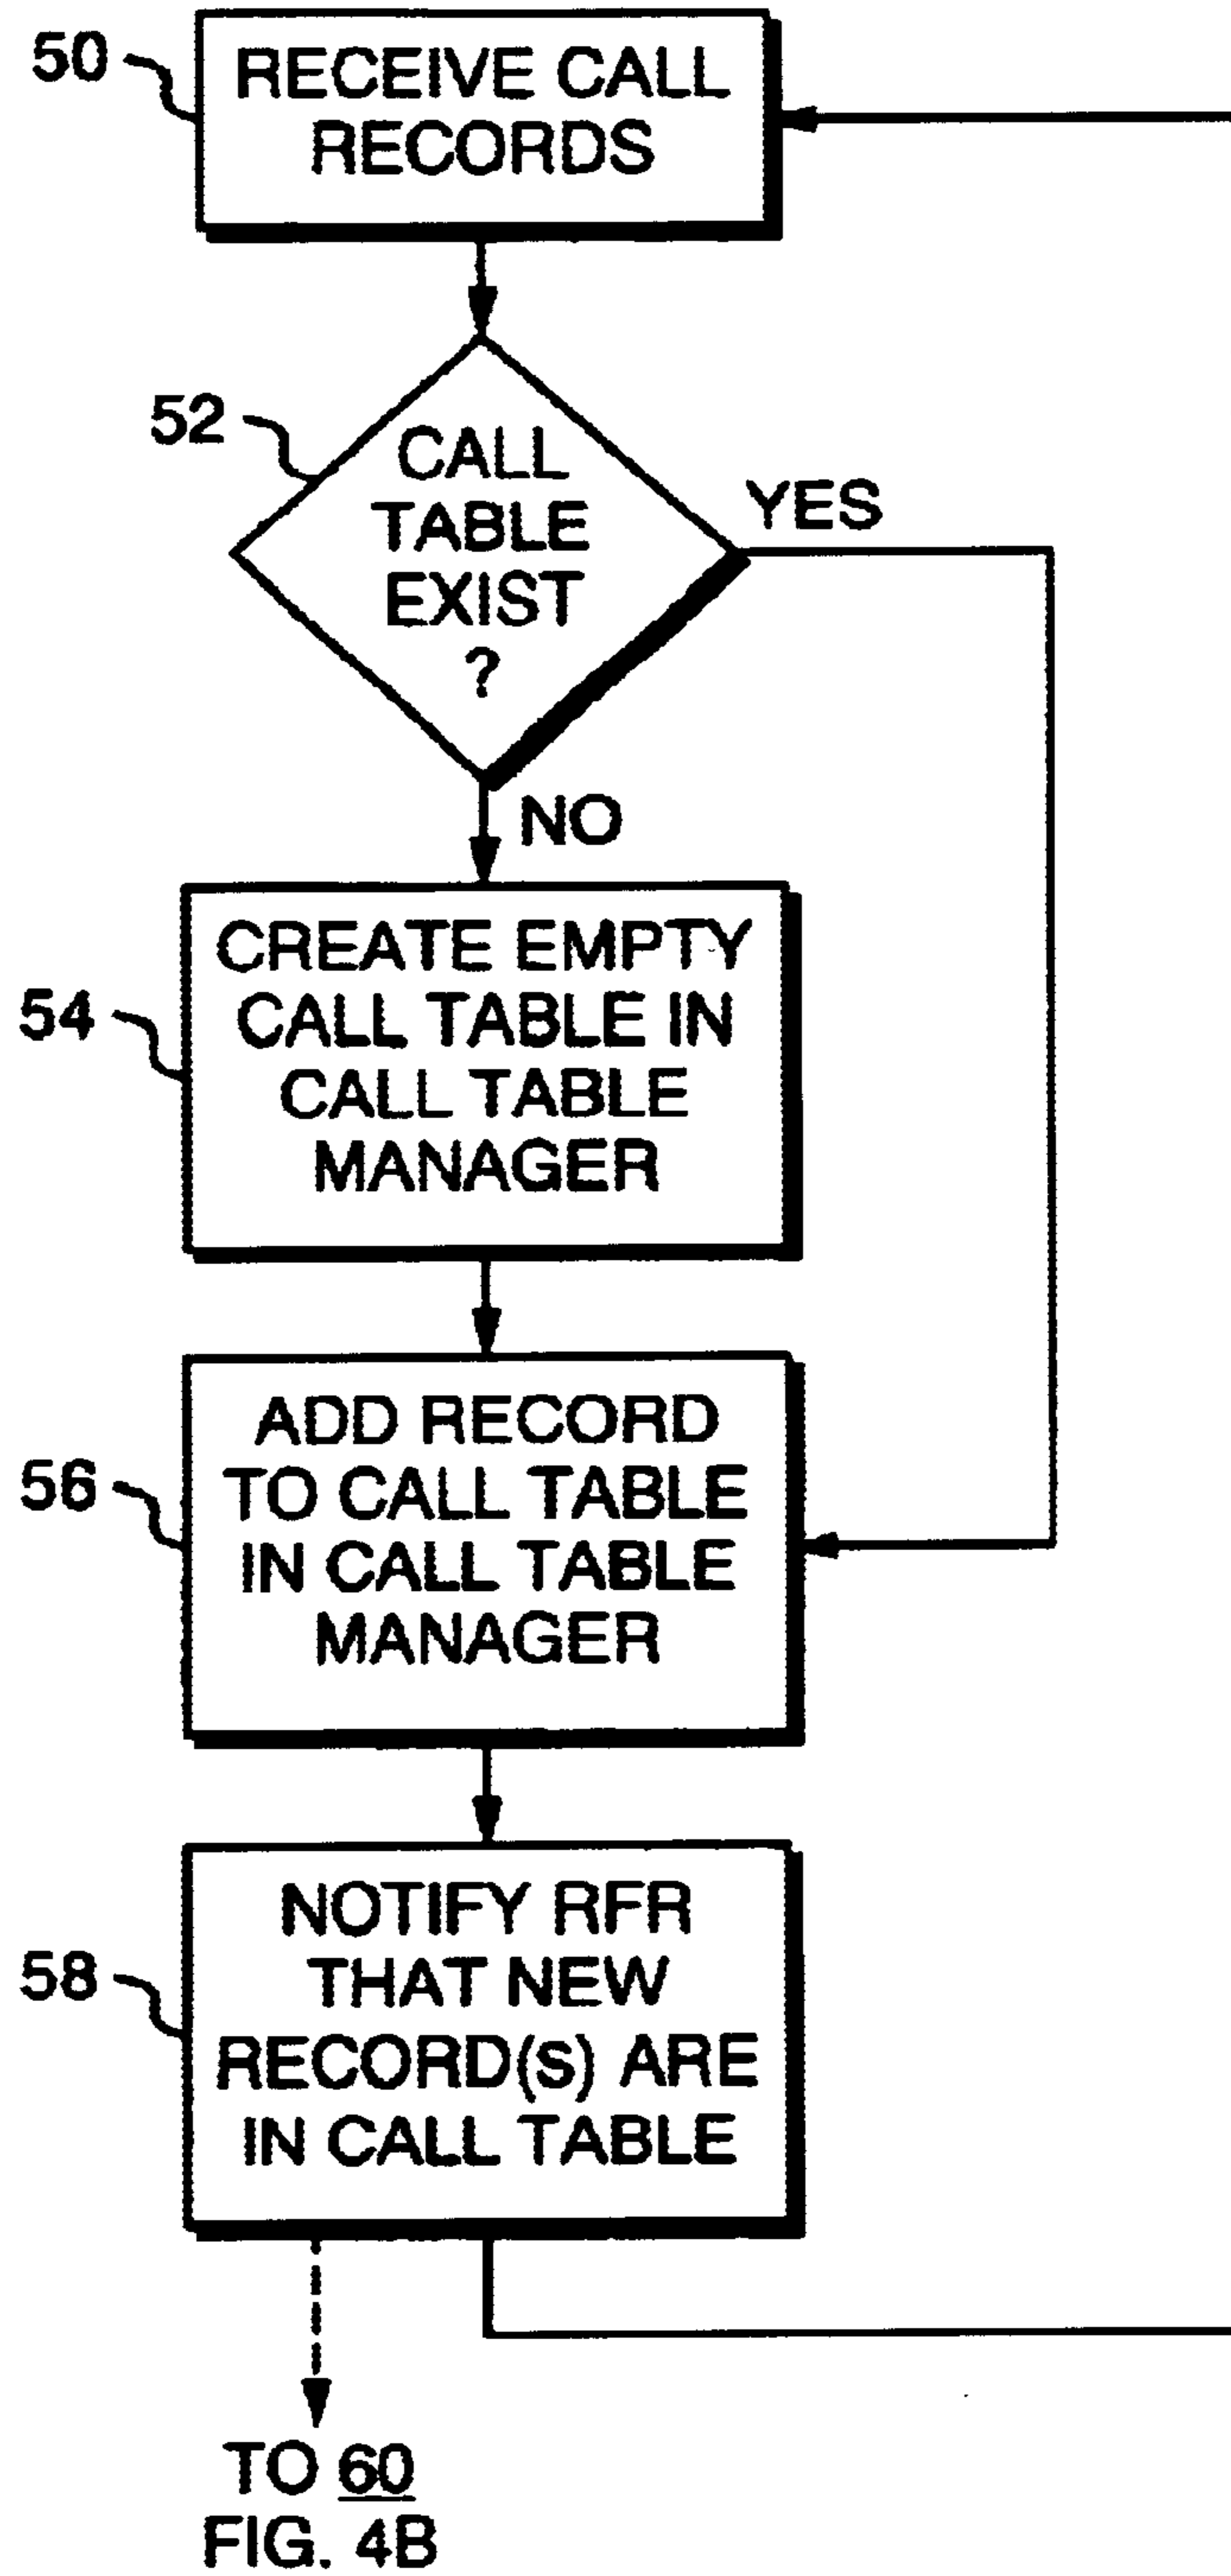 50
RECEIVE CALL
RECORDS
52
CALL
TABLE
EXIST
?
YES
NO
54
CREATE EMPTY
CALL TABLE IN
CALL TABLE
MANAGER
56
ADD RECORD
TO CALL TABLE
IN CALL TABLE
MANAGER
58
NOTIFY RFR
THAT NEW
RECORD(S) ARE
IN CALL TABLE
TO 60
FIG. 4B